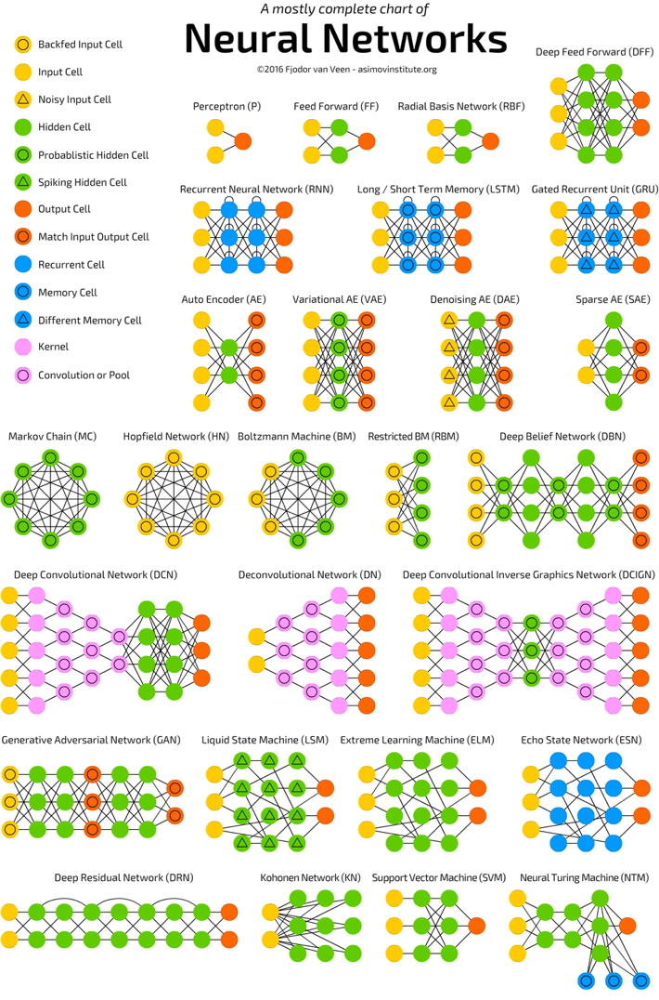 A mostly complete chart of
Neural Networks
©2016 Fjodor van Veen - asimovinstitute.org
Backfed Input Cell
Input Cell
Noisy Input Cell
Hidden Cell
Probablistic Hidden Cell
Spiking Hidden Cell
Output Cell
Match Input Output Cell
Recurrent Cell
Memory Cell
Different Memory Cell
Kernel
Convolution or Pool
Deep Feed Forward (DFF)
Perceptron (P)
Feed Forward (FF)
Radial Basis Network (RBF)
Recurrent Neural Network (RNN)
Long / Short Term Memory (LSTM)
Gated Recurrent Unit (GRU)
Auto Encoder (AE)
Variational AE (VAE)
Denoising AE (DAE)
Sparse AE (SAE)
Markov Chain (MC)
Hopfield Network (HN)
Boltzmann Machine (BM)
Restricted BM (RBM)
Deep Belief Network (DBN)
Deep Convolutional Network (DCN)
Deconvolutional Network (DN)
Deep Convolutional Inverse Graphics Network (DCIGN)
Generative Adversarial Network (GAN)
Liquid State Machine (LSM)
Extreme Learning Machine (ELM)
Echo State Network (ESN)
Deep Residual Network (DRN)
Kohonen Network (KN)
Support Vector Machine (SVM)
Neural Turing Machine (NTM)